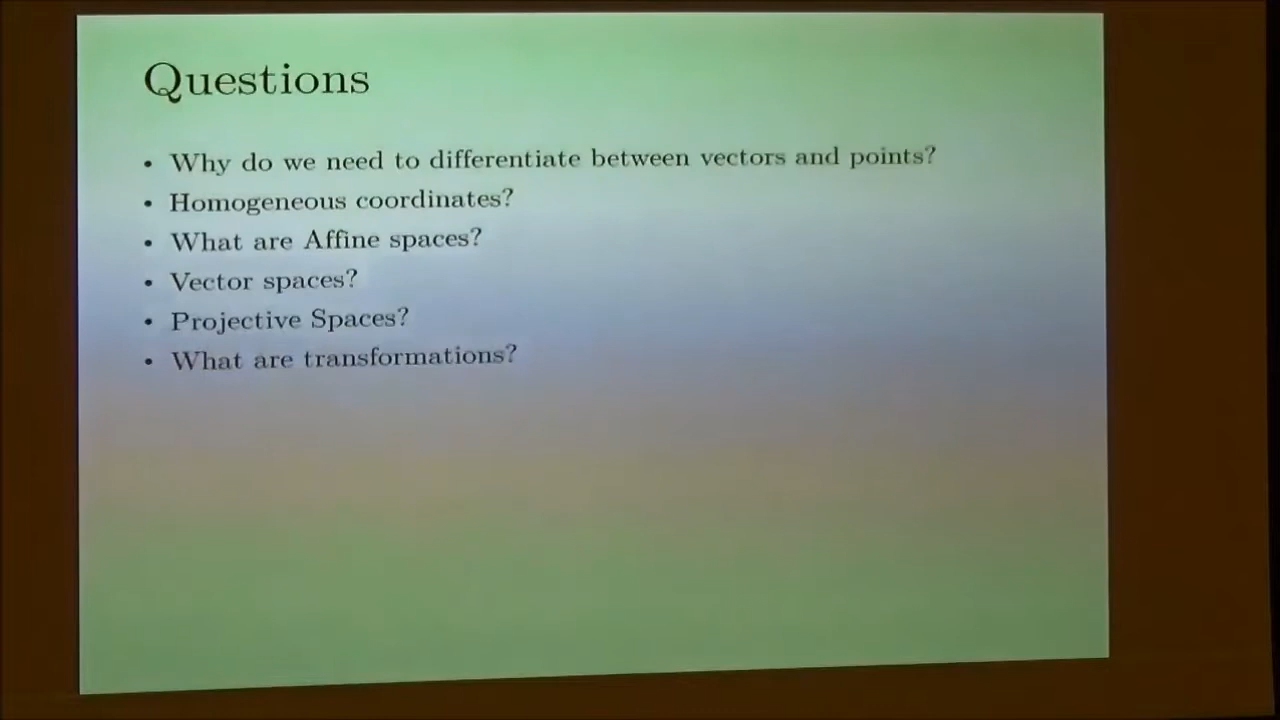 Questions
• Why do we need to differentiate between vectors and points?
• Homogeneous coordinates?
• What are Affine spaces?
• Vector spaces?
• Projective Spaces?
• What are transformations?